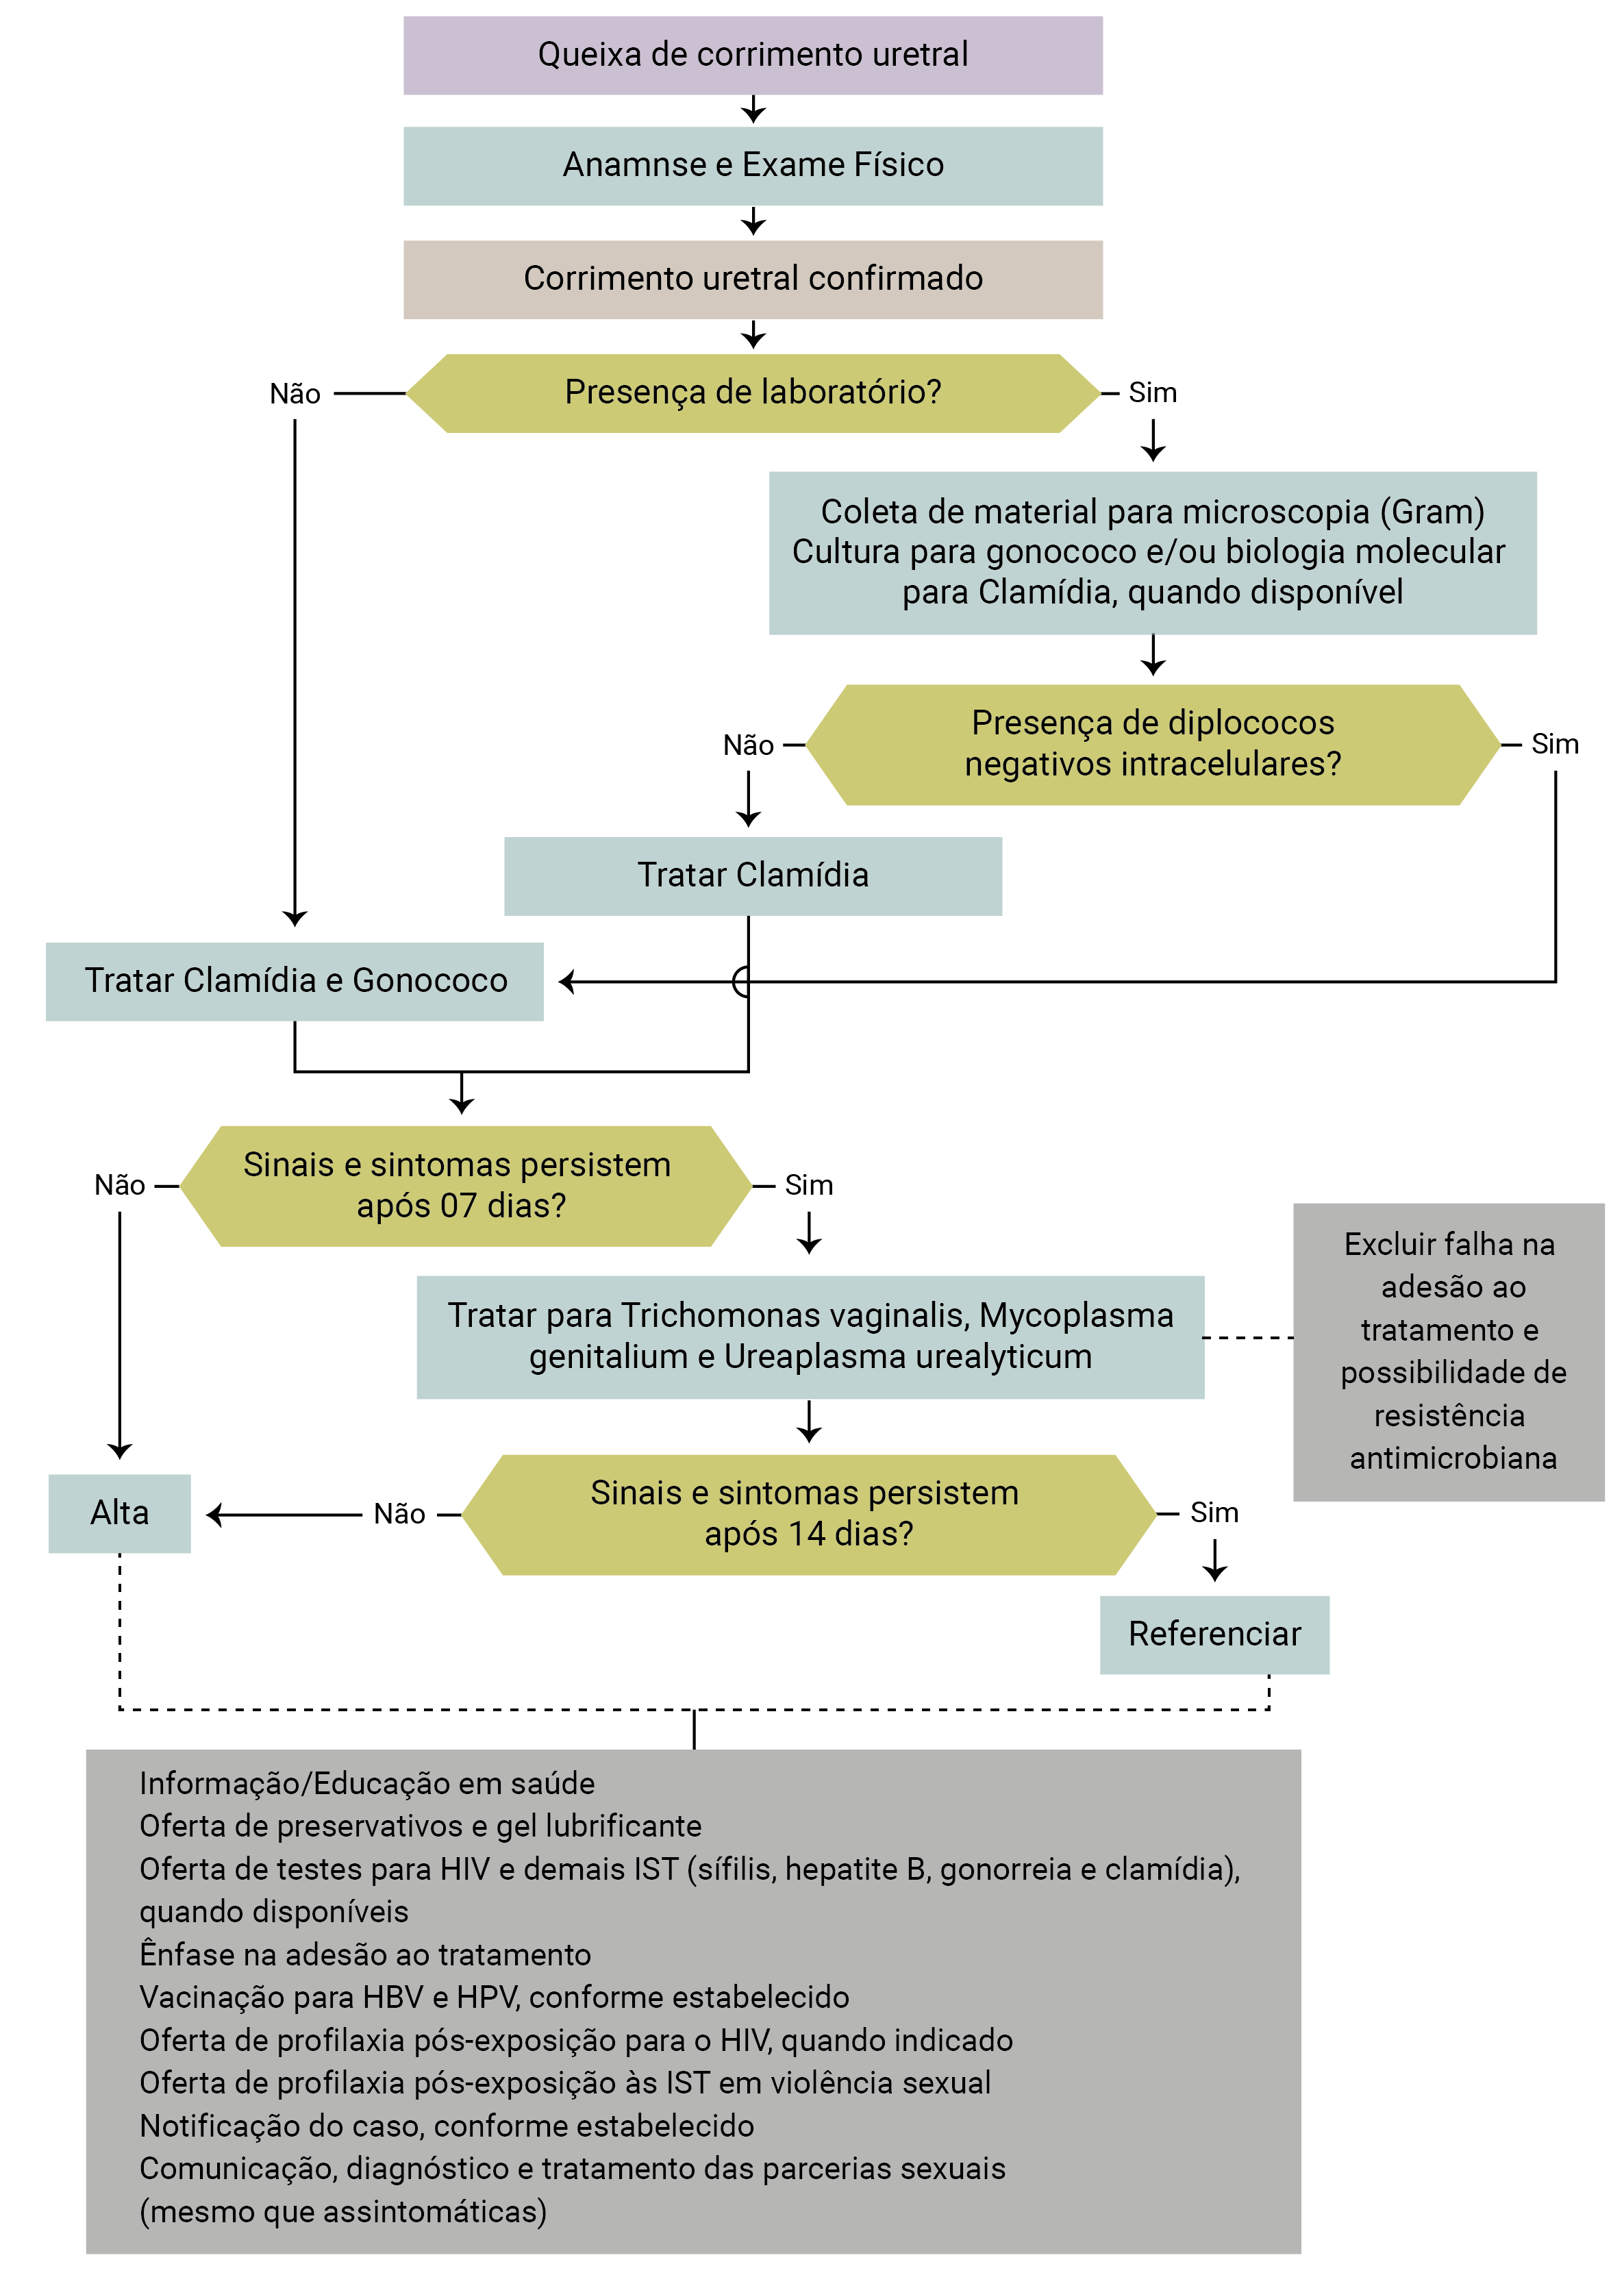 Queixa de corrimento uretral
Anamnse e Exame Físico
Corrimento uretral confirmado
Não
Presença de laboratório?
Sim
Coleta de material para microscopia (Gram)
Cultura para gonococo e/ou biologia molecular
para Clamídia, quando disponível
Não
Presença de diplococos
negativos intracelulares?
Sim
Tratar Clamídia
Tratar Clamídia e Gonococo
Não
Sinais e sintomas persistem
após 07 dias?
Sim
Tratar para Trichomonas vaginalis, Mycoplasma
genitalium e Ureaplasma urealyticum
Excluir falha na
adesão ao
tratamento e
possibilidade de
resistência
antimicrobiana
Alta
Não
Sinais e sintomas persistem
após 14 dias?
Sim
Referenciar
Informação/Educação em saúde
Oferta de preservativos e gel lubrificante
Oferta de testes para HIV e demais IST (sífilis, hepatite B, gonorreia e clamídia),
quando disponíveis
Ênfase na adesão ao tratamento
Vacinação para HBV e HPV, conforme estabelecido
Oferta de profilaxia pós-exposição para o HIV, quando indicado
Oferta de profilaxia pós-exposição às IST em violência sexual
Notificação do caso, conforme estabelecido
Comunicação, diagnóstico e tratamento das parcerias sexuais
(mesmo que assintomáticas)